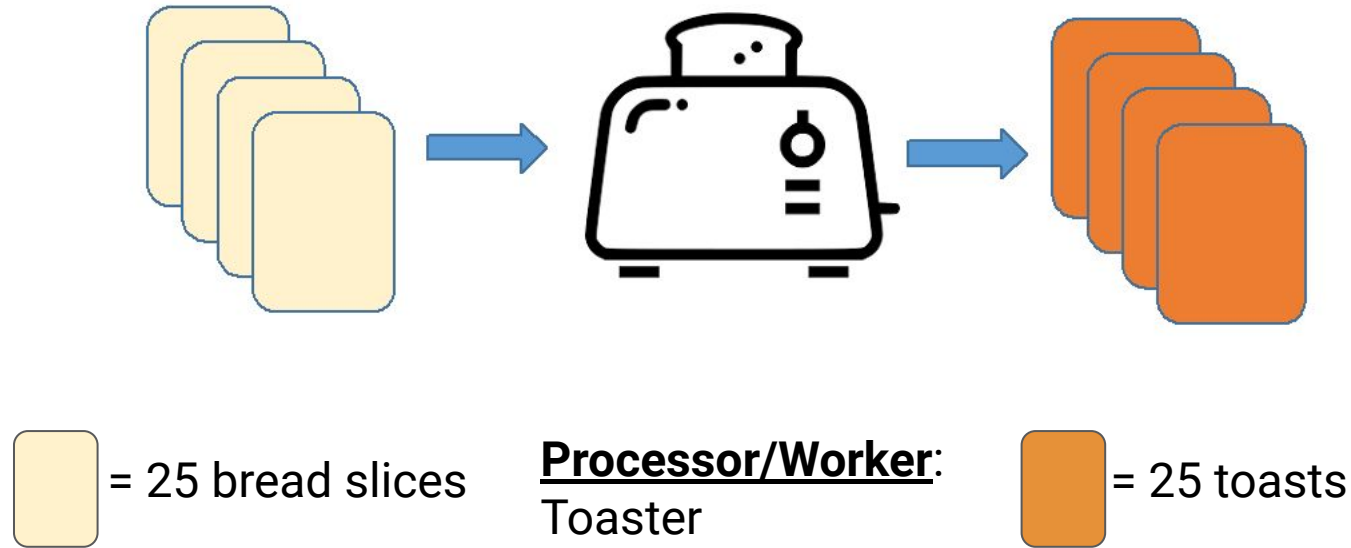 = 25 bread slices
Processor/Worker:
Toaster
= 25 toasts